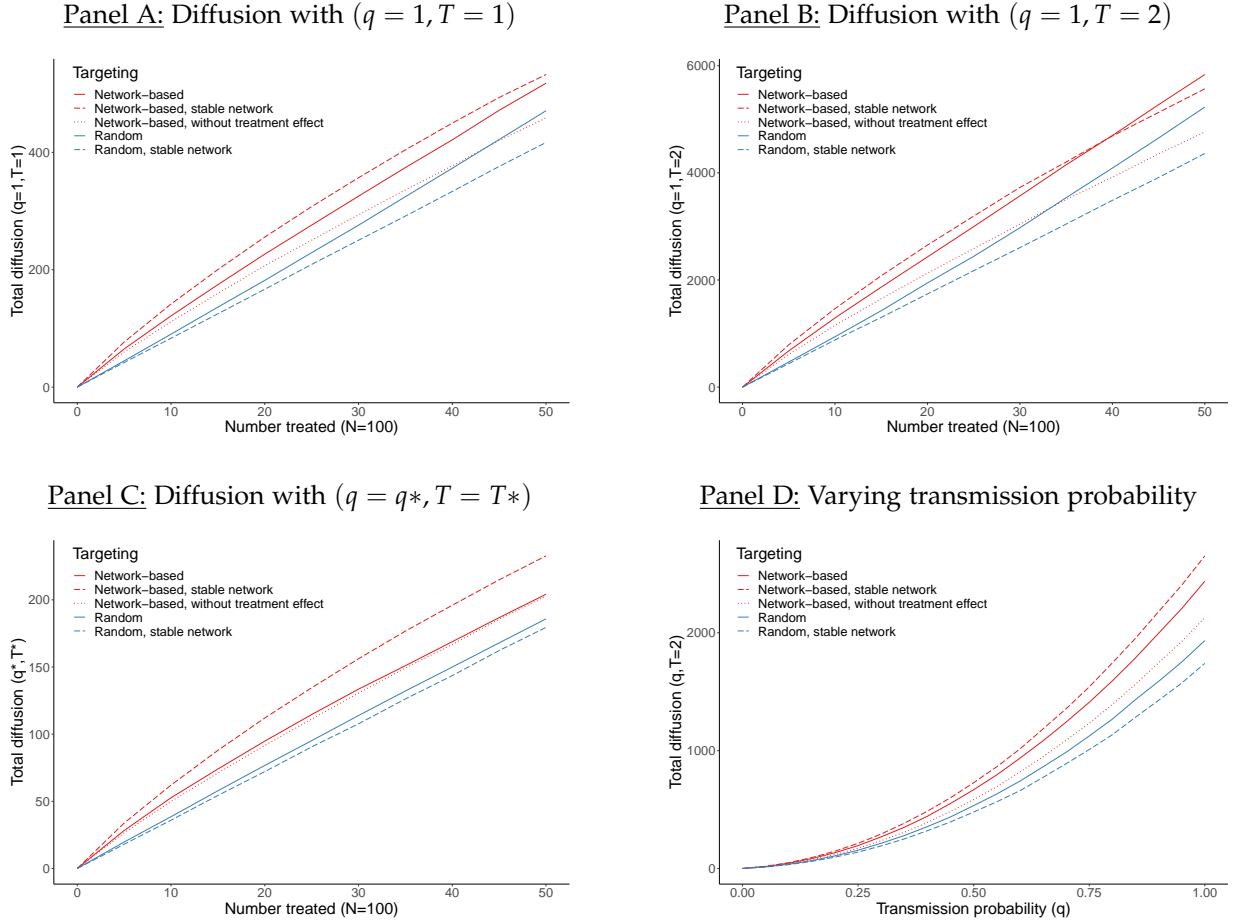 Panel A: Diffusion with (q = 1, T = 1)
Total diffusion (q=1,T=1)
Targeting
Network−based
Network−based, stable network
Network−based, without treatment effect
Random
Random, stable network
400
200
0
0 10 20 30 40 50
Number treated (N=100)
Panel B: Diffusion with (q = 1, T = 2)
Total diffusion (q=1,T=2)
Targeting
Network−based
Network−based, stable network
Network−based, without treatment effect
Random
Random, stable network
6000
4000
2000
0
0 10 20 30 40 50
Number treated (N=100)
Panel C: Diffusion with (q = q∗, T = T∗)
Total diffusion (q*,T*)
Targeting
Network−based
Network−based, stable network
Network−based, without treatment effect
Random
Random, stable network
200
150
100
50
0
0 10 20 30 40 50
Number treated (N=100)
Panel D: Varying transmission probability
Total diffusion (q,T=2)
Targeting
Network−based
Network−based, stable network
Network−based, without treatment effect
Random
Random, stable network
2000
1000
0
0.00 0.25 0.50 0.75 1.00
Transmission probability (q)